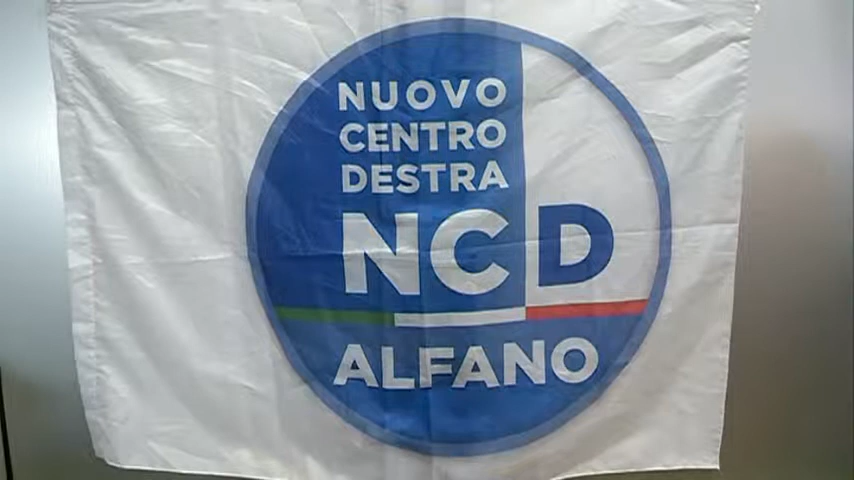 NUOVO
CENTRO
DESTRA
NCD
ALFANO